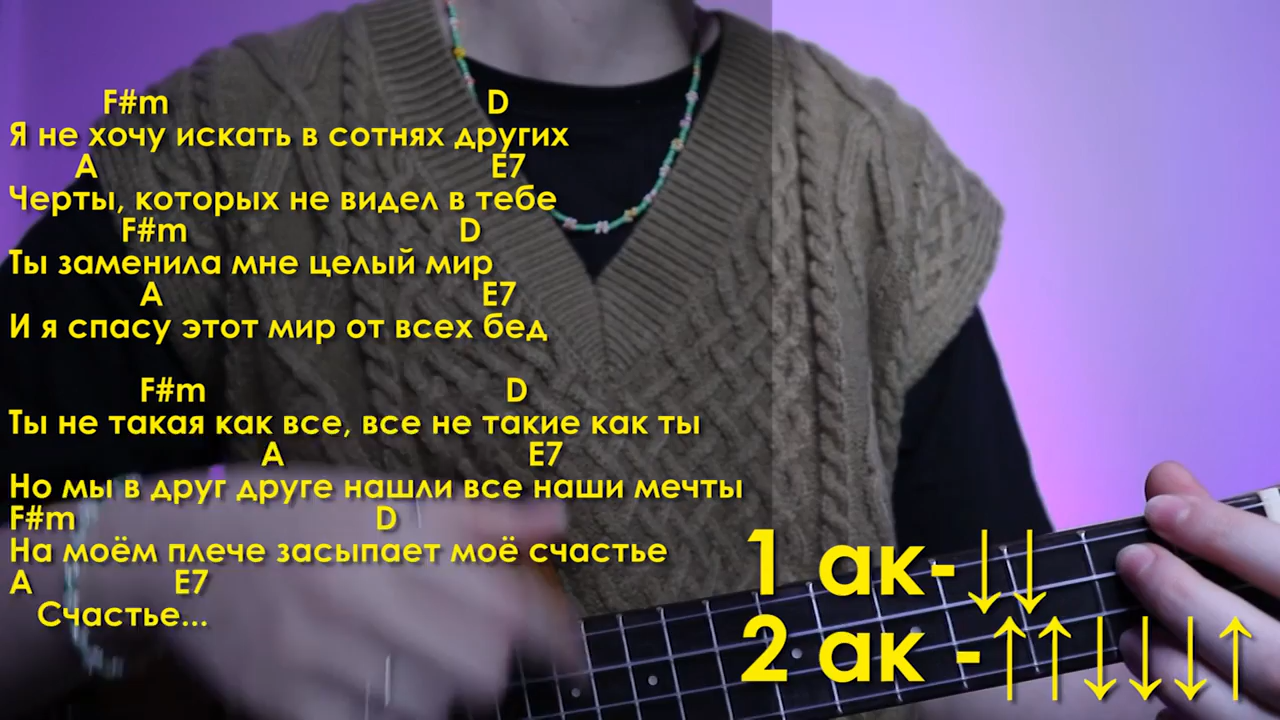 F#m D
Я не хочу искать в сотнях других
A E7
Черты, которых не видел в тебе
F#m D
Ты заменила мне целый мир
A E7
И я спасу этот мир от всех бед
F#m D
Ты не такая как все, все не такие как ты
A E7
Но мы в друг друге нашли все наши мечты
F#m D
На моём плече засыпает моё счастье
A E7
Счастье...
1 ак-↓↓
2 ак -↑↑↓↓↓↑